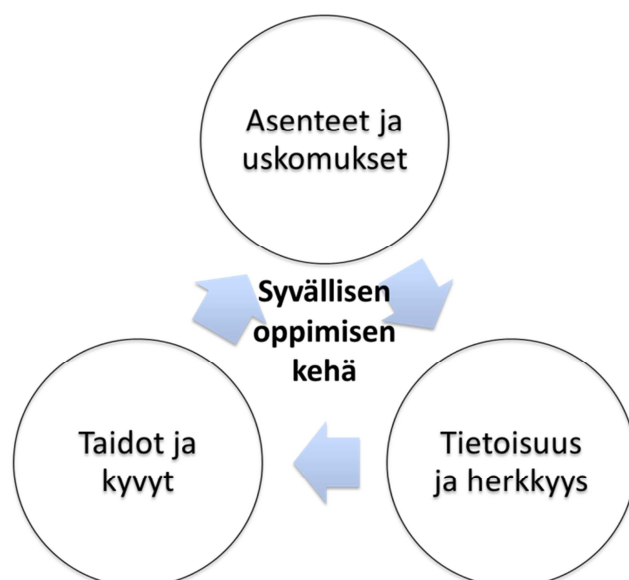 Asenteet ja
uskomukset
Syvällisen
oppimisen
kehä
Taidot ja
kyvyt
Tietoisuus
ja herkkyys